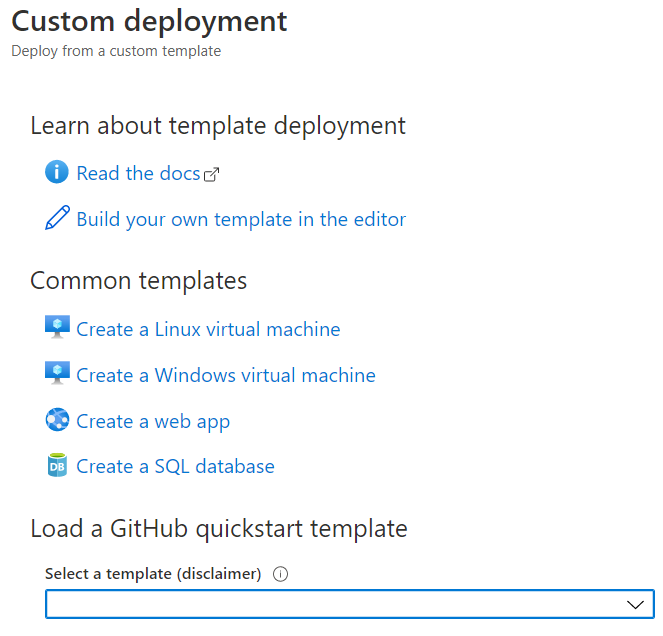 Custom deployment
Deploy from a custom template
Learn about template deployment
Read the docs
Build your own template in the editor
Common templates
Create a Linux virtual machine
Create a Windows virtual machine
Create a web app
DB Create a SQL database
Load a GitHub quickstart template
Select a template (disclaimer)